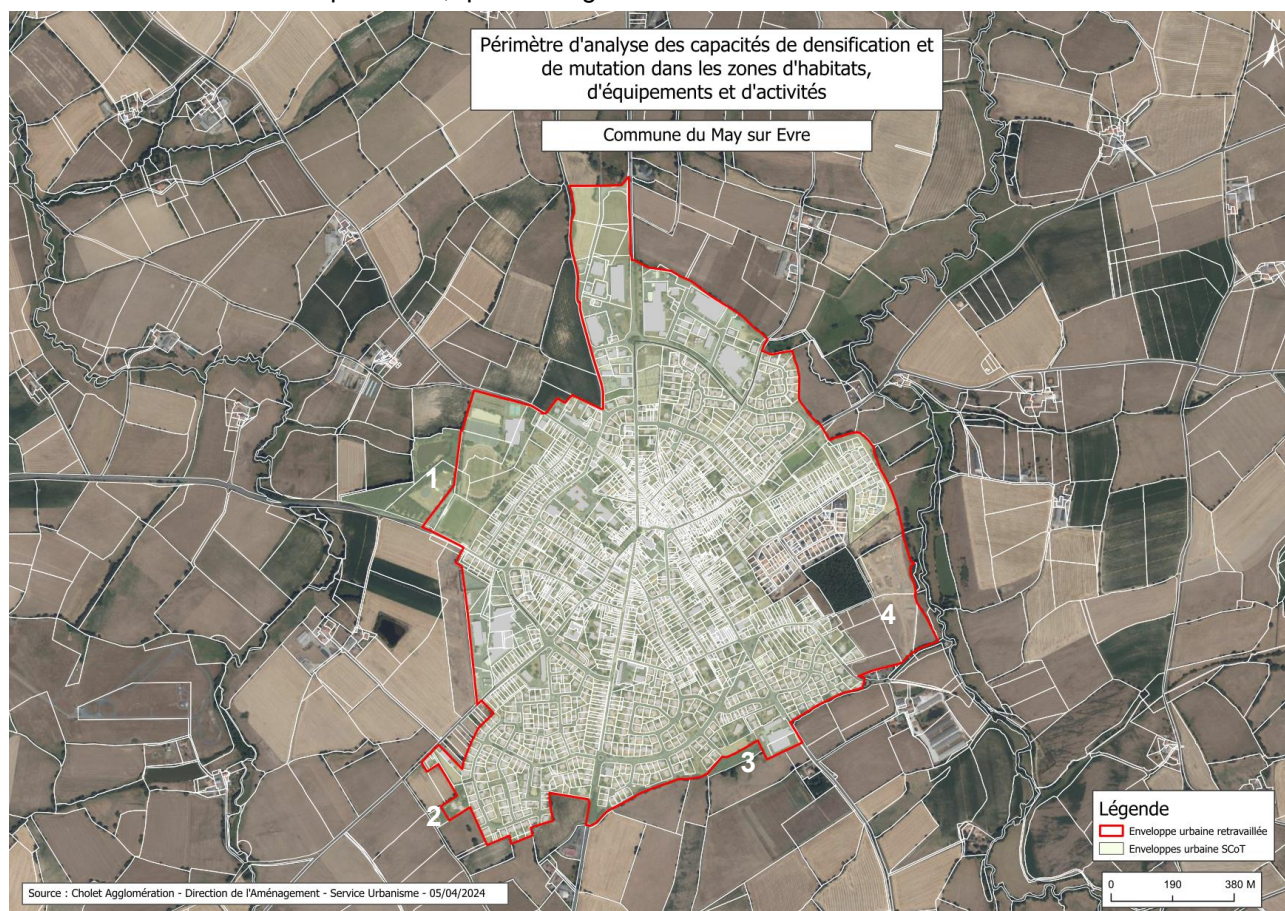 Périmètre d'analyse des capacités de densification et
de mutation dans les zones d'habitats,
d'équipements et d'activités
Commune du May sur Evre
N
1
4
3
2
Légende
Enveloppe urbaine retravaillée
Enveloppes urbaine SCoT
0 190 380 M
Source : Cholet Agglomération - Direction de l'Aménagement - Service Urbanisme - 05/04/2024